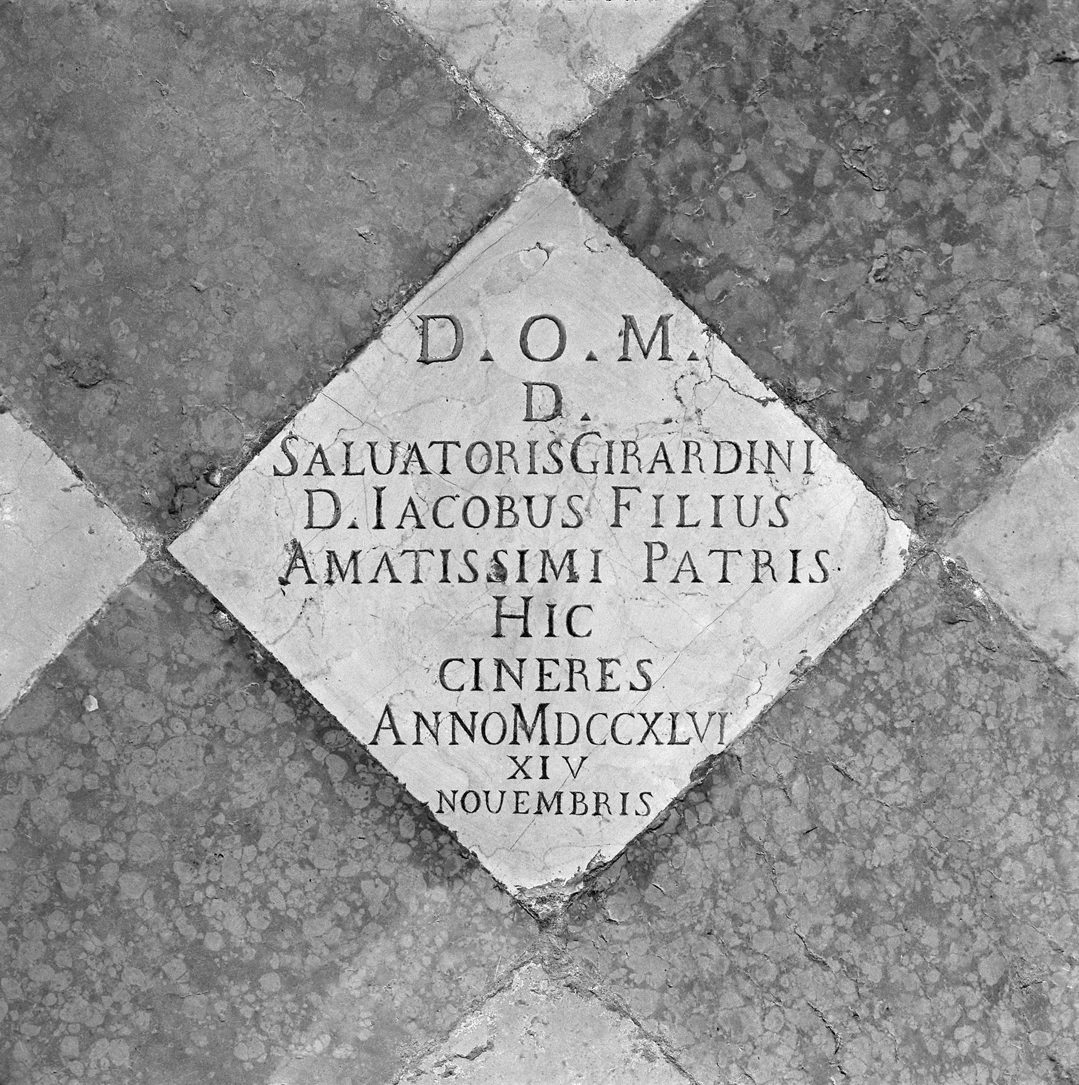 D. O. M.
D.
SALUATORIS GIRARDINI
D. IACOBUS FILIUS
AMATISSIMI PATRIS
HIC
CINERES
ANNO MDCCXLVI
XIV
NOUEMBRIS